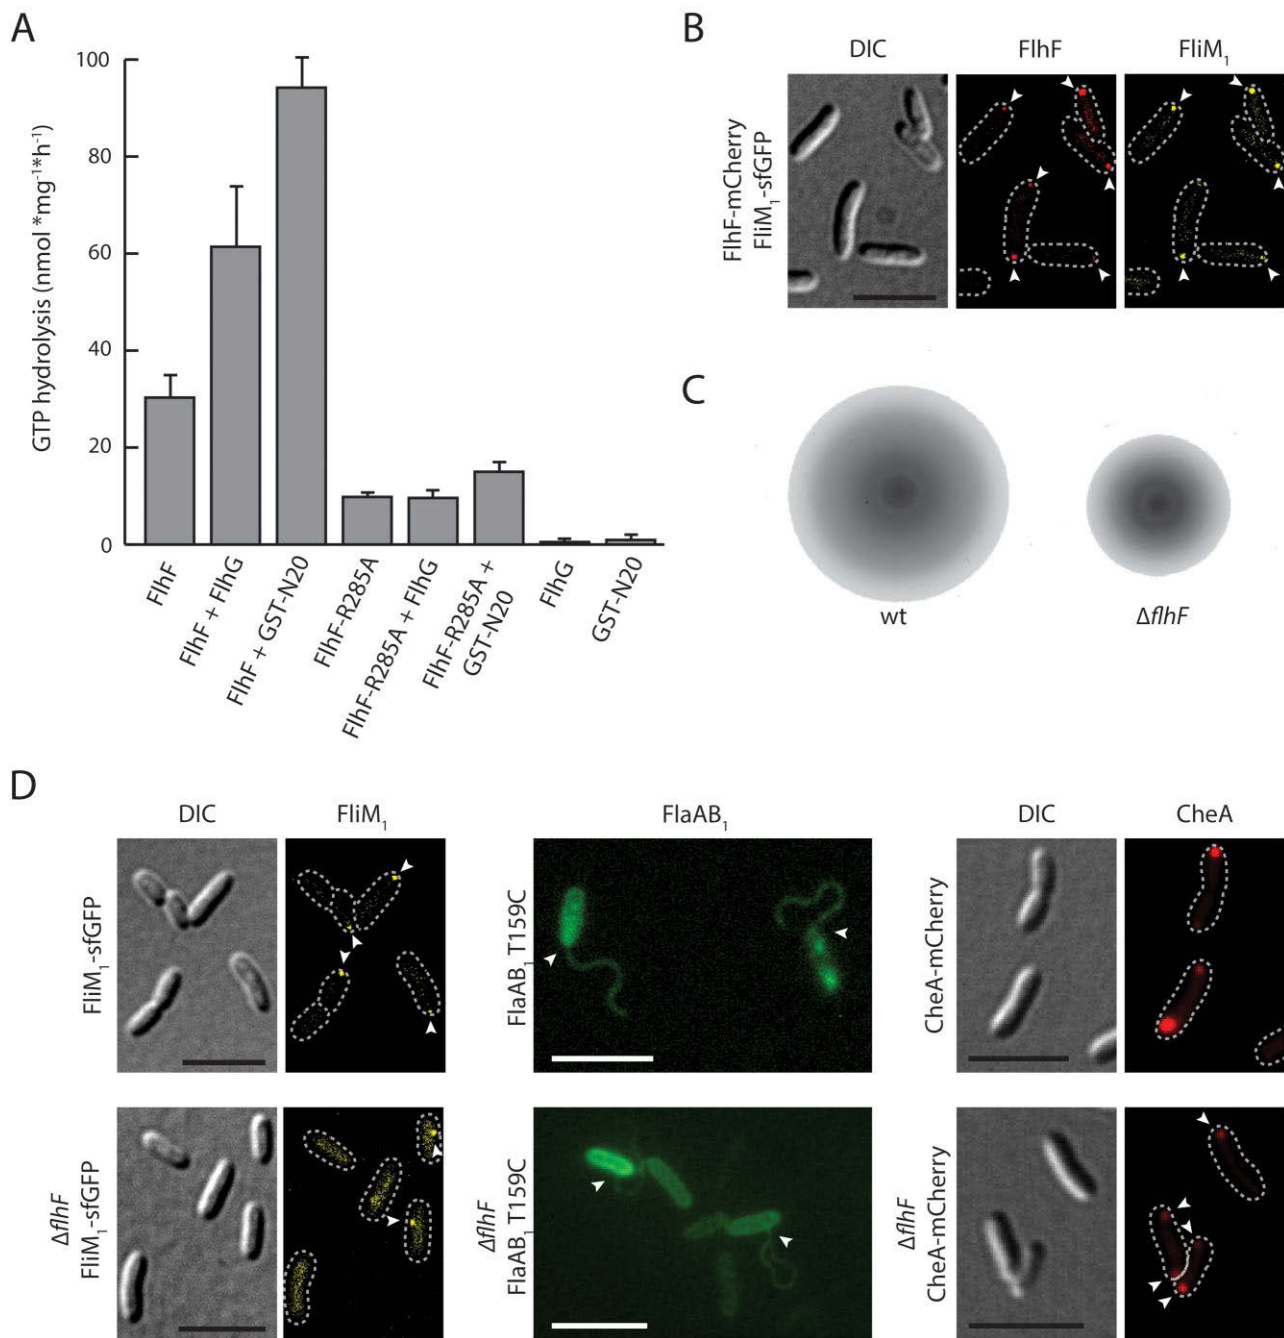 A
GTP hydrolysis (nmol *mg⁻¹*h⁻¹)
100
80
60
40
20
0
FlhF
FlhF + FlhG
FlhF + GST-N20
FlhF-R285A
FlhF-R285A + FlhG
FlhF-R285A +
GST-N20
FlhG
GST-N20
B
DIC
FlhF
FliM₁
FlhF-mCherry
FliM₁-sfGFP
C
wt
ΔflhF
D
DIC
FliM₁
FlaAB₁
DIC
CheA
FliM₁-sfGFP
FlaAB₁T159C
CheA-mCherry
ΔflhF
FliM₁-sfGFP
ΔflhF
FlaAB₁T159C
ΔflhF
CheA-mCherry